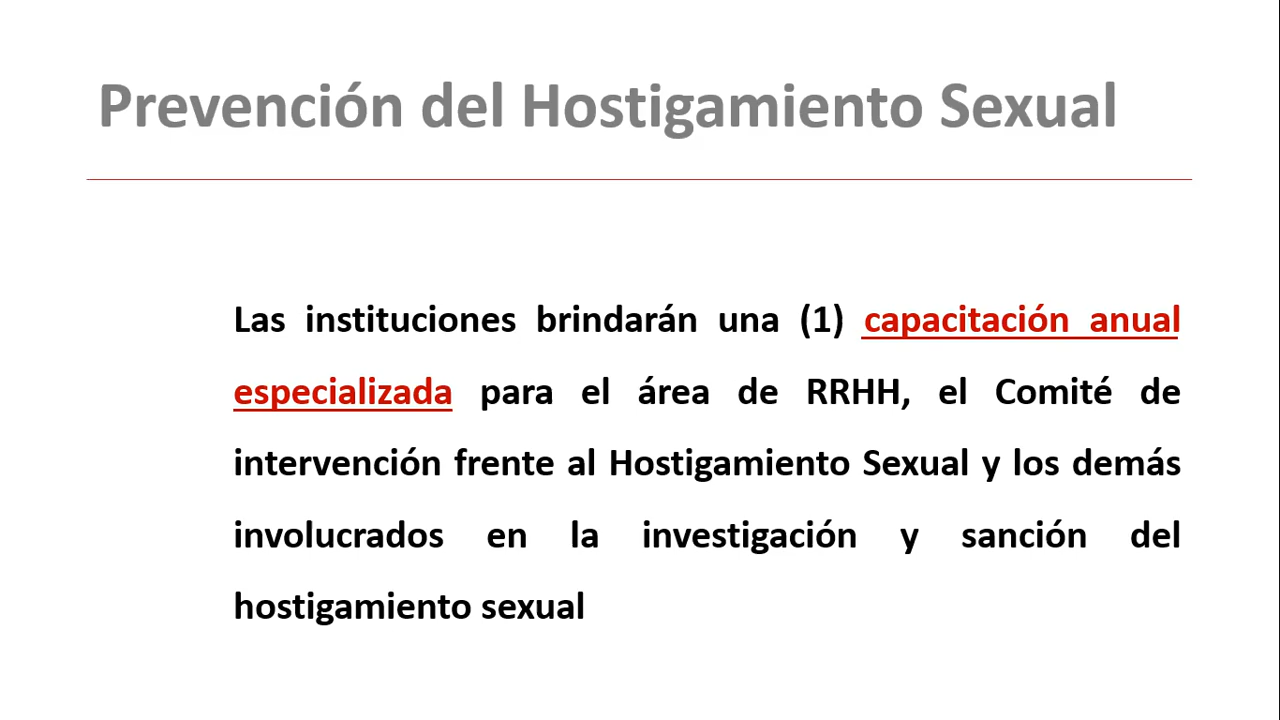 Prevención del Hostigamiento Sexual
Las instituciones brindarán una (1) capacitación anual
especializada para el área de RRHH, el Comité de
intervención frente al Hostigamiento Sexual y los demás
involucrados en la investigación y sanción del
hostigamiento sexual